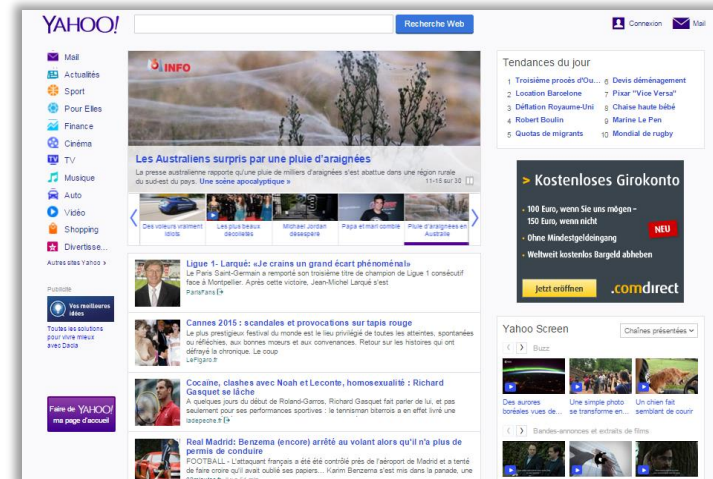 YAHOO!
Recherche Web
Connexion
Mail
Mail
Actualités
Sport
Pour Elles
Finance
Cinéma
TV
Musique
Auto
Vidéo
Shopping
Divertisse...
Autres sites Yahoo >
Publicité
Vos meilleures
idées
Toutes les solutions
pour vivre mieux
avec Dacia
Faire de YAHOO!
ma page d'accueil
INFO
Les Australiens surpris par une pluie d'araignées
La presse australienne rapporte qu'une pluie de milliers d'araignées s'est abattue dans une région rurale
du sud-est du pays. Une scène apocalyptique »
11-15 sur 30
Des voleurs vraiment
idiots
Les plus beaux
décolletés
Michael Jordan
désespéré
Papa et mari comblé
Pluie d'araignées en
Australie
Ligue 1- Larqué: «Je crains un grand écart phénoménal»
Le Paris Saint-Germain a remporté son troisième titre de champion de Ligue 1 consécutif
face à Montpellier. Après cette victoire, Jean-Michel Larqué s'est
ParisFans
Cannes 2015 : scandales et provocations sur tapis rouge
Le plus prestigieux festival du monde est le lieu privilégié de toutes les atteintes, spontanées
ou réfléchies, aux bonnes mœurs et aux convenances. Retour sur les histoires qui ont
défrayé la chronique. Le coup
LeFigaro.fr
Cocaïne, clashes avec Noah et Leconte, homosexualité : Richard
Gasquet se lâche
A quelques jours du début de Roland-Garros, Richard Gasquet fait parler de lui, et pas
seulement pour ses performances sportives : le tennisman biterrois a en effet livré une
ladepeche.fr
Real Madrid: Benzema (encore) arrêté au volant alors qu'il n'a plus de
permis de conduire
FOOTBALL - L'attaquant français a été été contrôlé près de l'aéroport de Madrid et a tenté
de faire croire qu'il avait oublié ses papiers... Karim Benzema s'est mis dans la panade, une
Tendances du jour
1 Troisième procès d'Ou...
2 Location Barcelone
3 Déflation Royaume-Uni
4 Robert Boulin
5 Quotas de migrants
6 Devis déménagement
7 Pixar "Vice Versa"
8 Chaise haute bébé
9 Marine Le Pen
10 Mondial de rugby
> Kostenloses Girokonto
• 100 Euro, wenn Sie uns mögen –
150 Euro, wenn nicht
• Ohne Mindestgeldeingang
• Weltweit kostenlos Bargeld abheben
NEU
Jetzt eröffnen
.comdirect
Yahoo Screen
Chaînes présentées
Buzz
Des aurores
boréales vues de...
Une simple photo
se transforme en...
Un chien fait
semblant de courir
Bandes-annonces et extraits de films